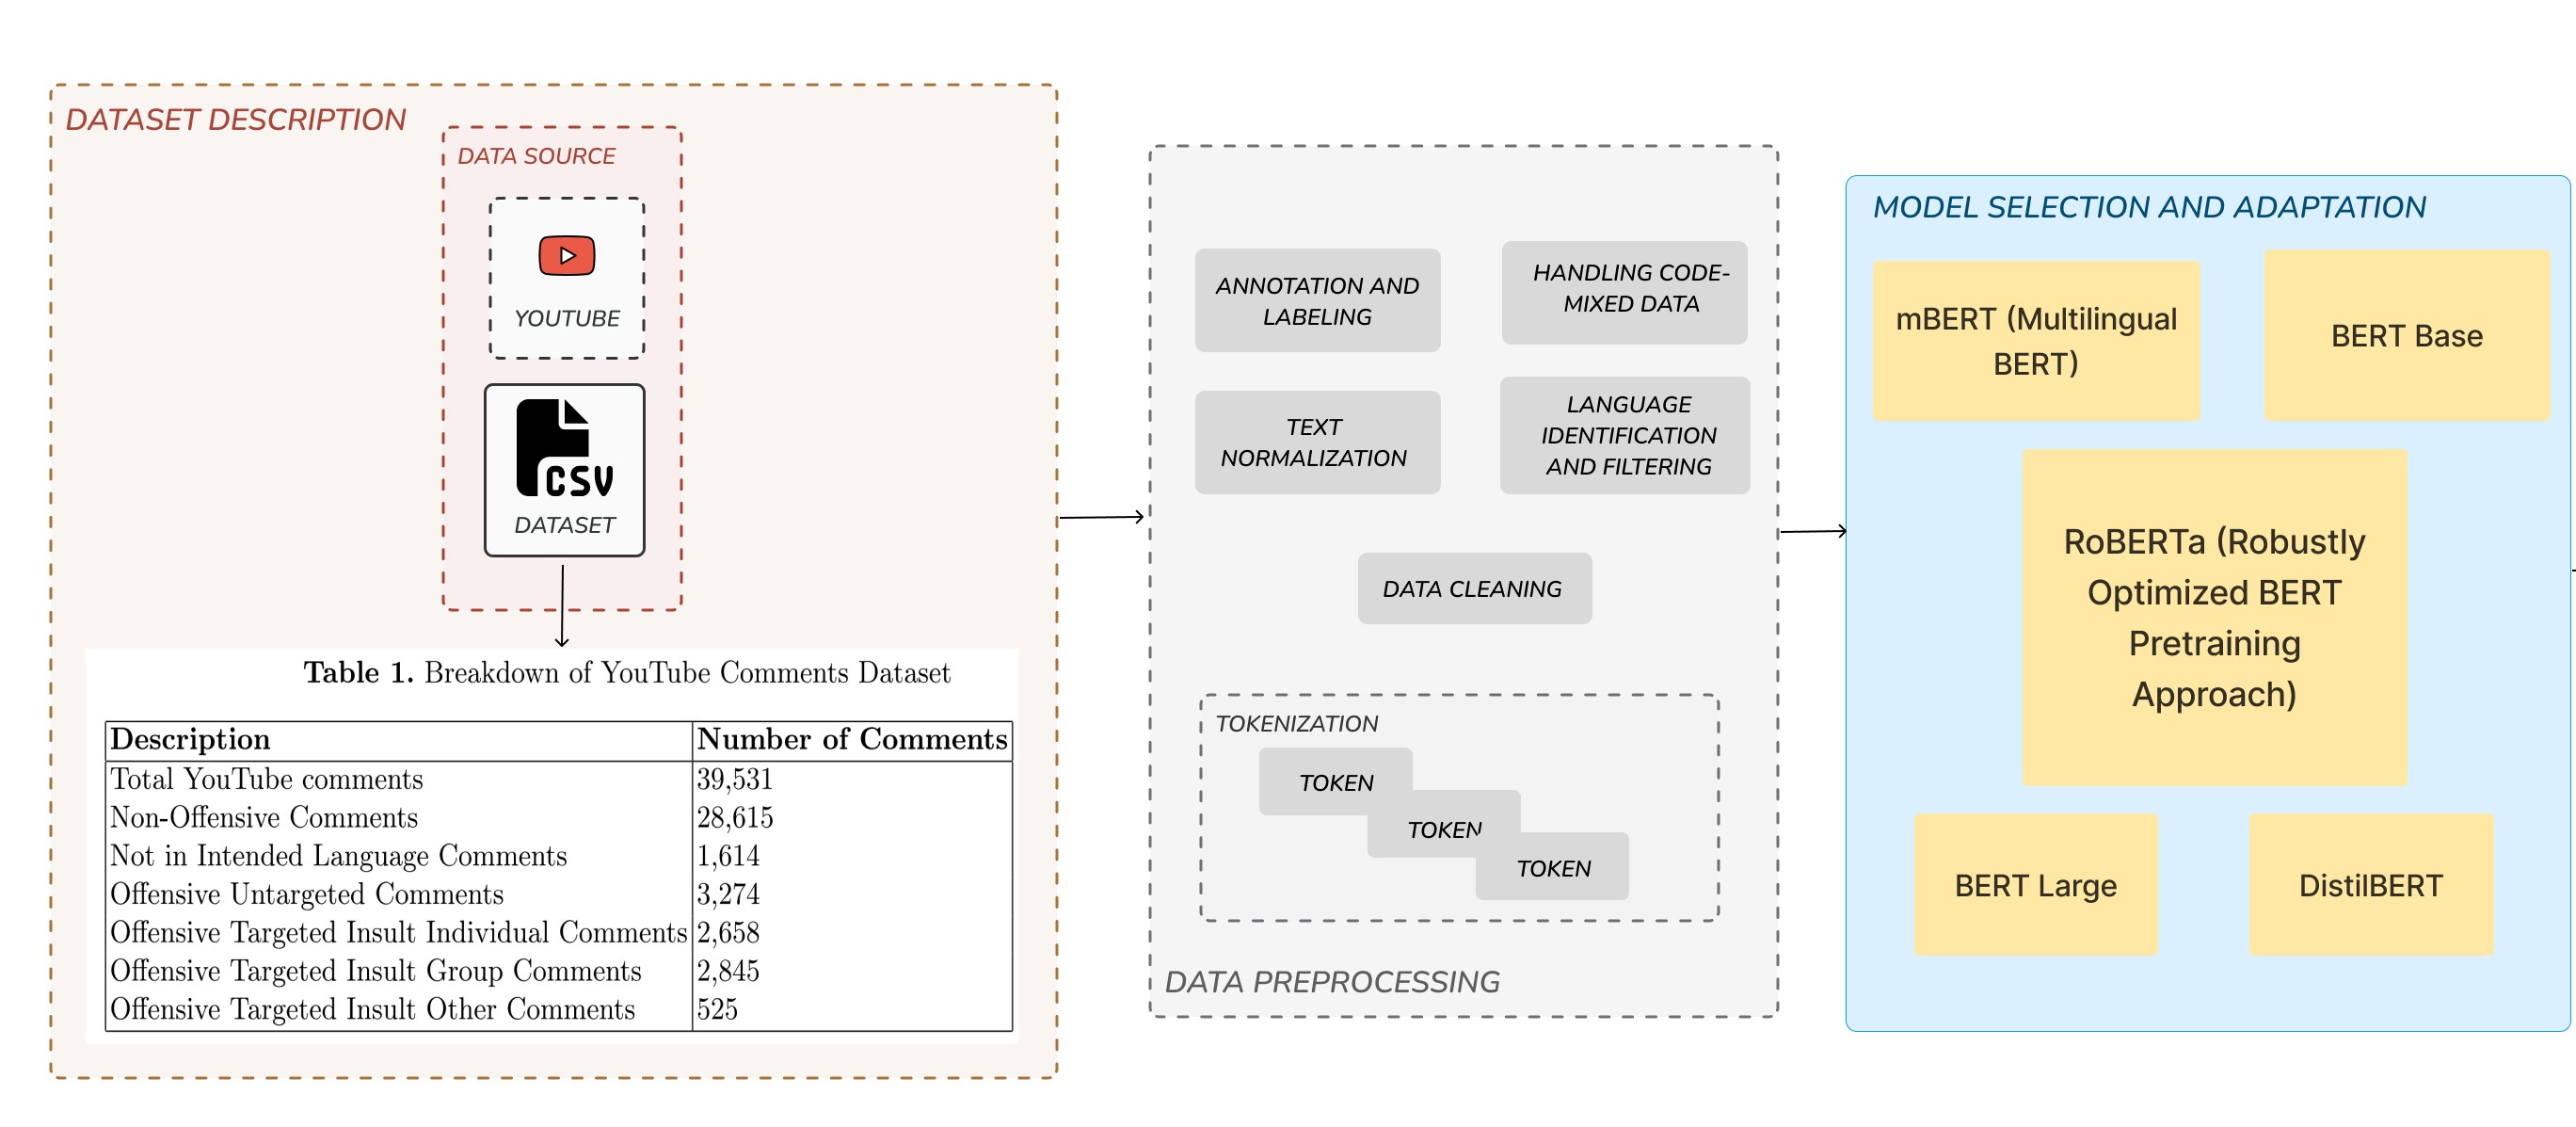 DATASET DESCRIPTION
DATA SOURCE
YOUTUBE
CSV
DATASET
Table 1. Breakdown of YouTube Comments Dataset
Description Number of Comments
Total YouTube comments 39,531
Non-Offensive Comments 28,615
Not in Intended Language Comments 1,614
Offensive Untargeted Comments 3,274
Offensive Targeted Insult Individual Comments 2,658
Offensive Targeted Insult Group Comments 2,845
Offensive Targeted Insult Other Comments 525
ANNOTATION AND
LABELING
HANDLING CODE-
MIXED DATA
TEXT
NORMALIZATION
LANGUAGE
IDENTIFICATION
AND FILTERING
DATA CLEANING
TOKENIZATION
TOKEN
TOKEN
TOKEN
DATA PREPROCESSING
MODEL SELECTION AND ADAPTATION
mBERT (Multilingual
BERT)
BERT Base
RoBERTa (Robustly
Optimized BERT
Pretraining
Approach)
BERT Large
DistilBERT